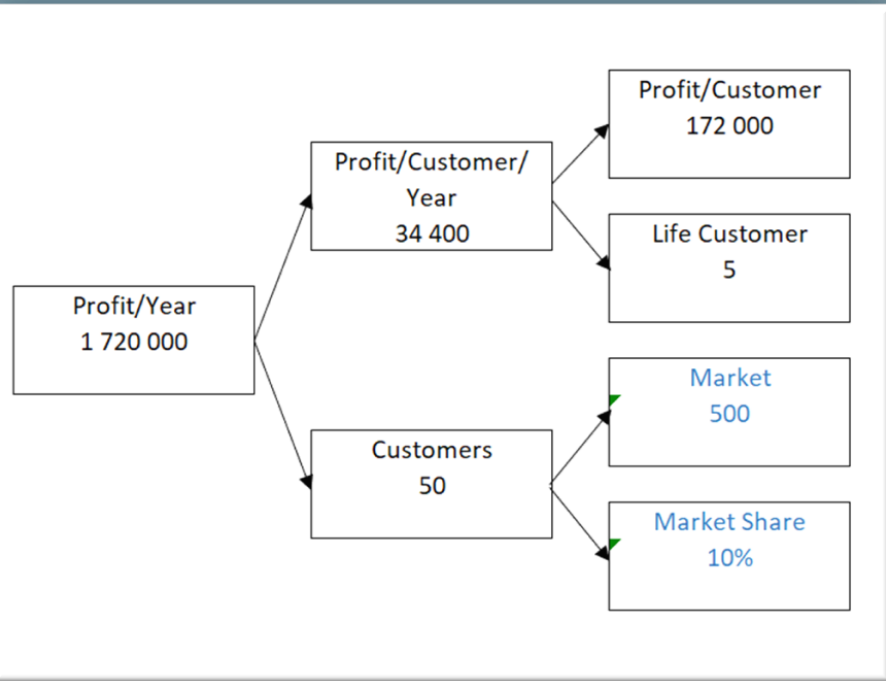 Profit/Customer
172 000
Profit/Customer/
Year
34 400
Life Customer
5
Profit/Year
1 720 000
Market
500
Customers
50
Market Share
10%